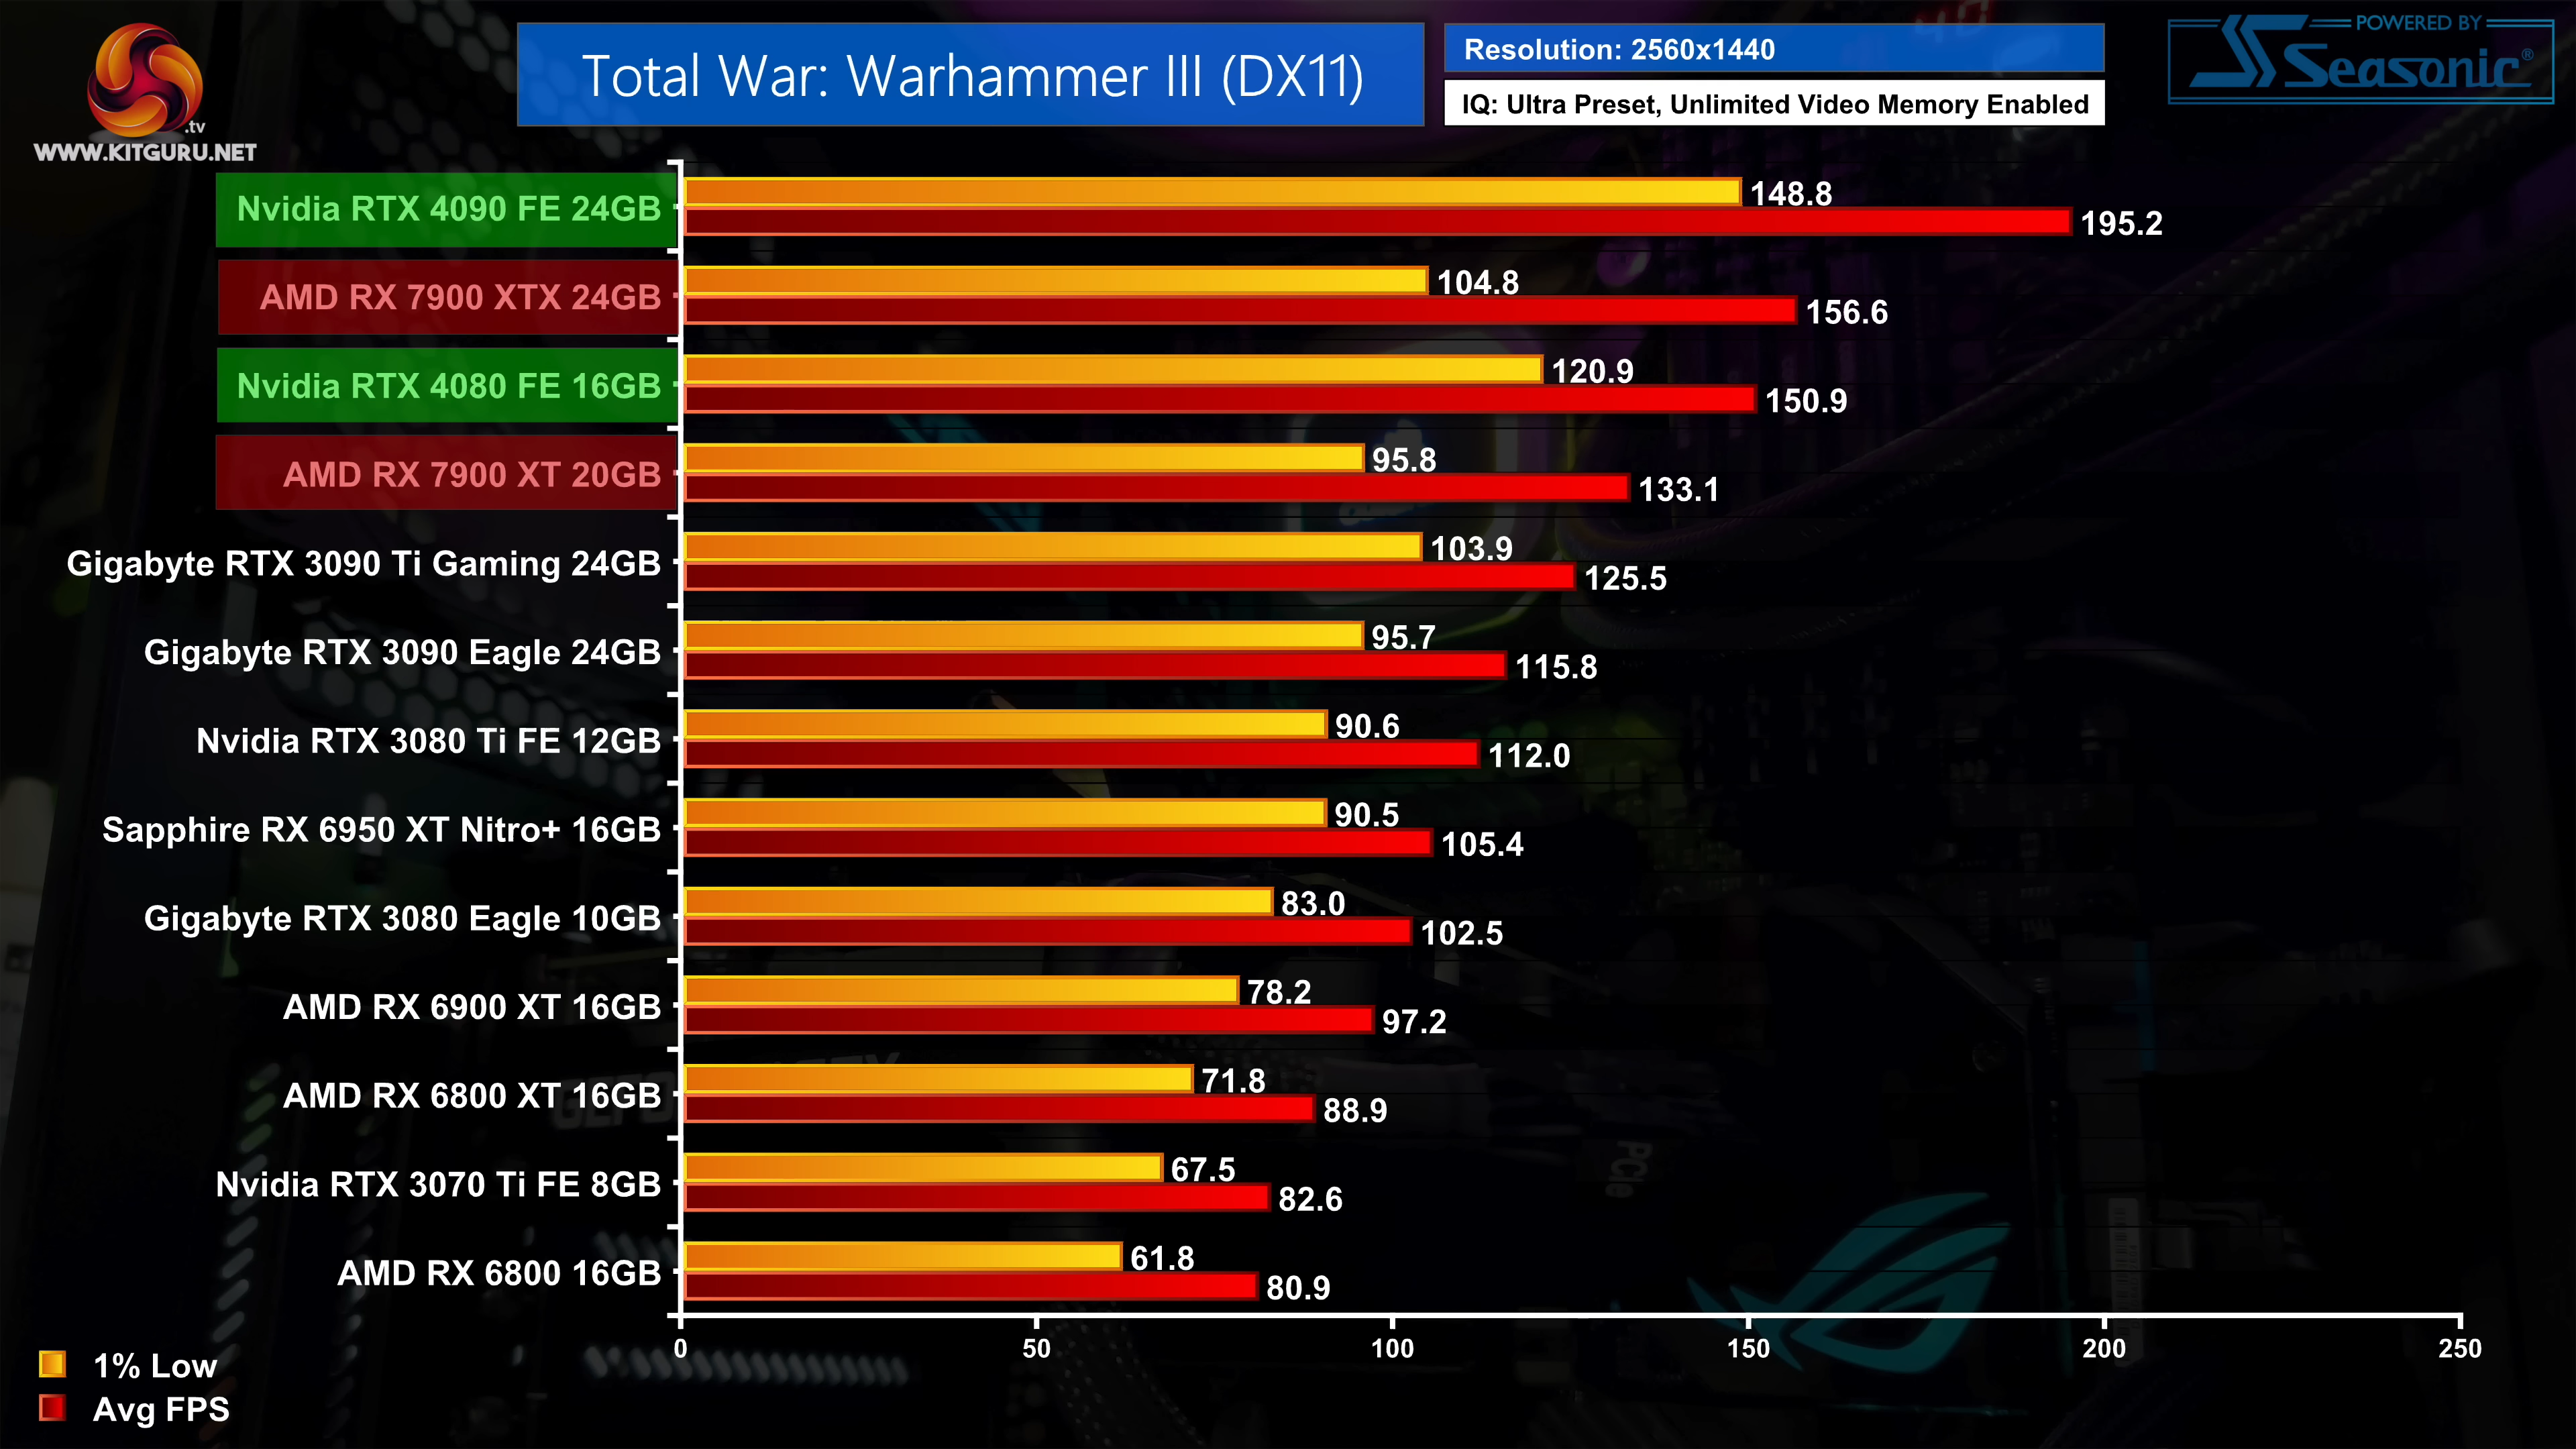 .tv
WWW.KITGURU.NET
Total War: Warhammer III (DX11)
Resolution: 2560x1440
IQ: Ultra Preset, Unlimited Video Memory Enabled
POWERED BY
Seasonic®
Nvidia RTX 4090 FE 24GB
148.8
195.2
AMD RX 7900 XTX 24GB
104.8
156.6
Nvidia RTX 4080 FE 16GB
120.9
150.9
AMD RX 7900 XT 20GB
95.8
133.1
Gigabyte RTX 3090 Ti Gaming 24GB
103.9
125.5
Gigabyte RTX 3090 Eagle 24GB
95.7
115.8
Nvidia RTX 3080 Ti FE 12GB
90.6
112.0
Sapphire RX 6950 XT Nitro+ 16GB
90.5
105.4
Gigabyte RTX 3080 Eagle 10GB
83.0
102.5
AMD RX 6900 XT 16GB
78.2
97.2
AMD RX 6800 XT 16GB
71.8
88.9
Nvidia RTX 3070 Ti FE 8GB
67.5
82.6
AMD RX 6800 16GB
61.8
80.9
0 50 100 150 200 250
1% Low
Avg FPS
PCIe